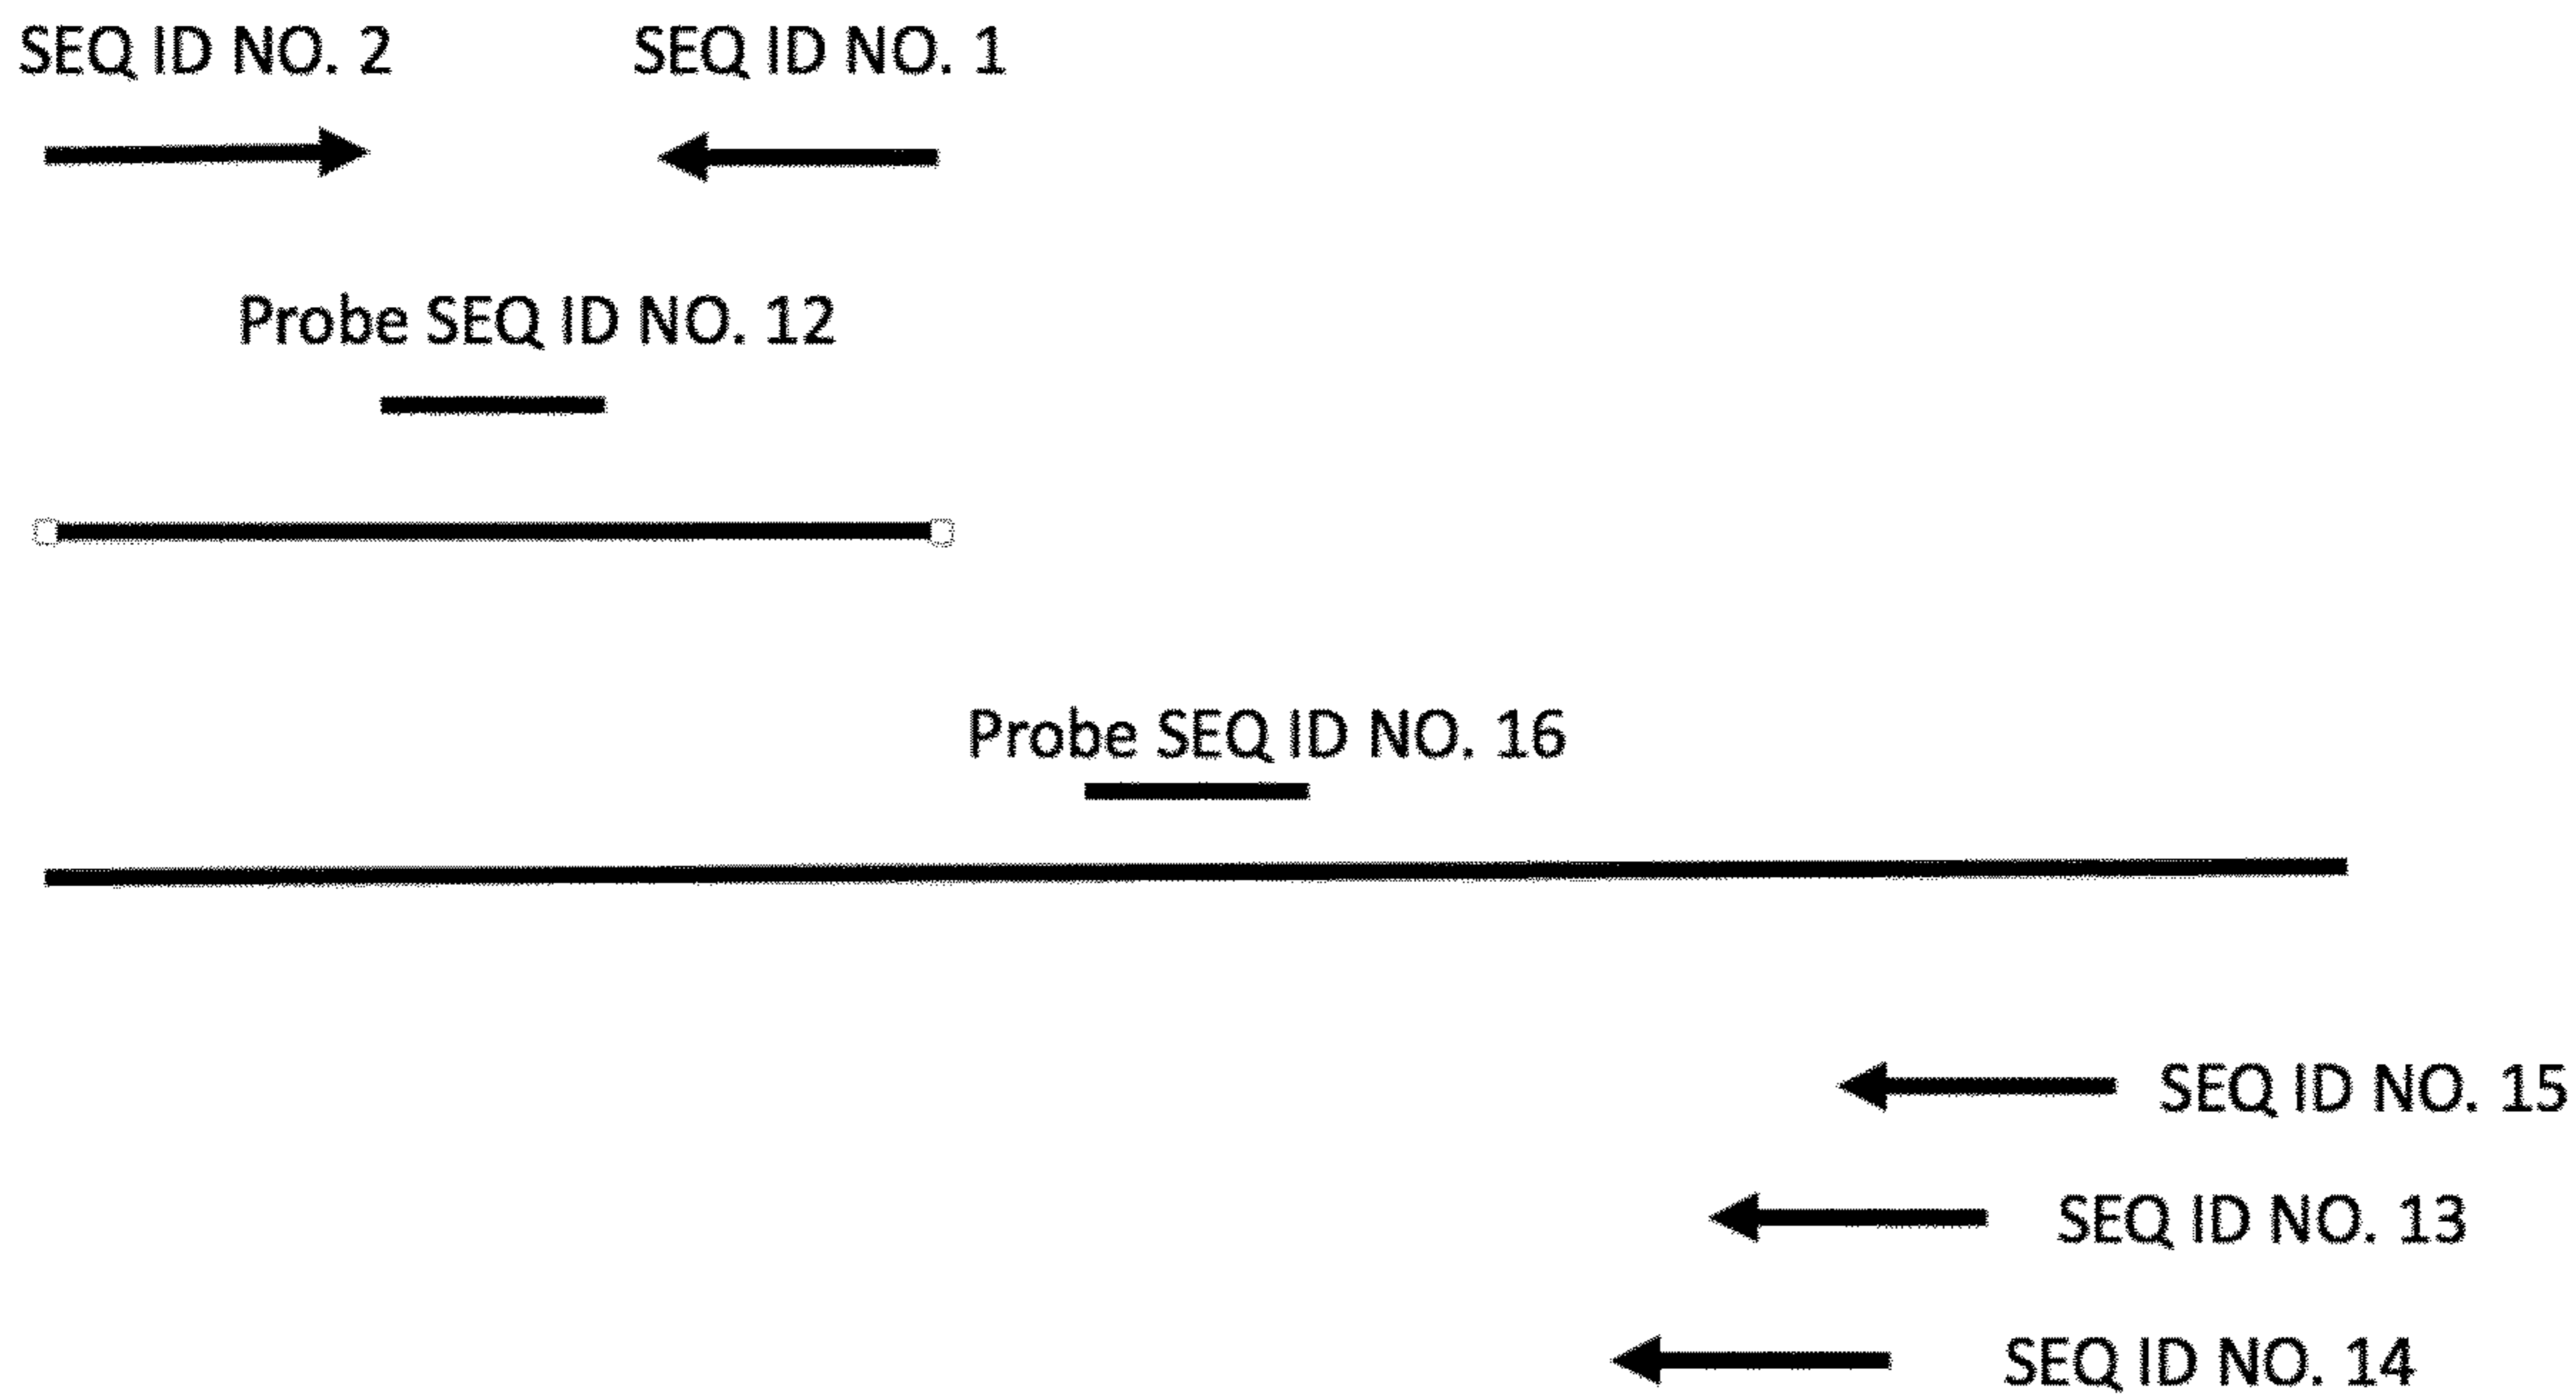 SEQ ID NO. 2
SEQ ID NO. 1
Probe SEQ ID NO. 12
Probe SEQ ID NO. 16
SEQ ID NO. 15
SEQ ID NO. 13
SEQ ID NO. 14